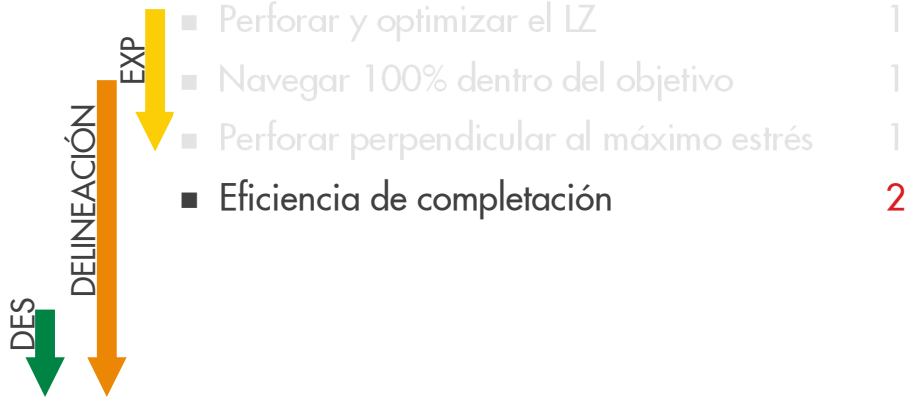 EXP
DELINEACIÓN
DES
▪ Perforar y optimizar el LZ 1
▪ Navegar 100% dentro del objetivo 1
▪ Perforar perpendicular al máximo estrés 1
▪ Eficiencia de completación 2